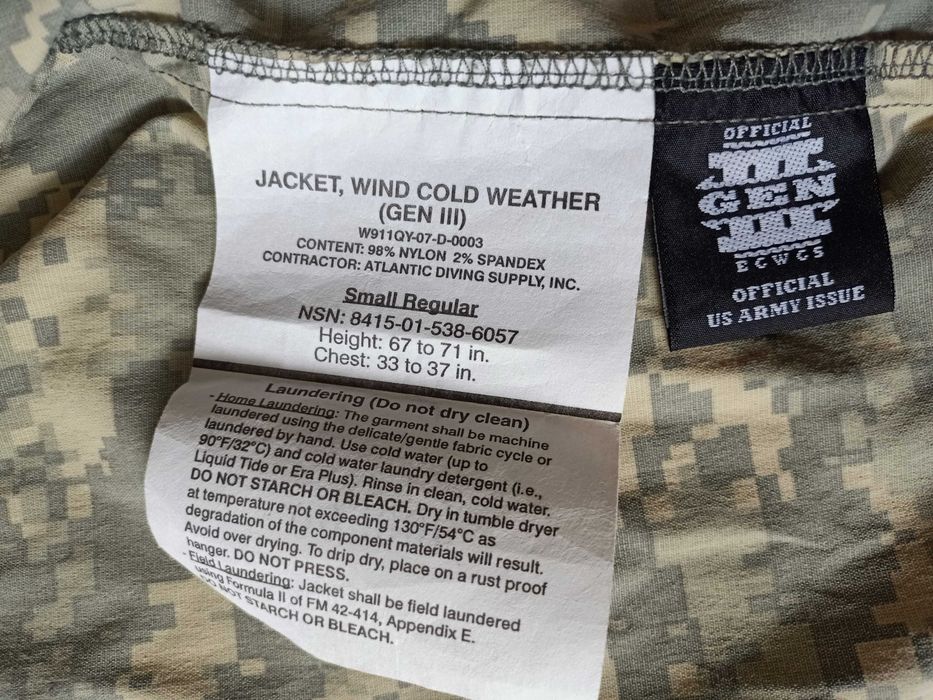 JACKET, WIND COLD WEATHER
(GEN III)
W911QY-07-D-0003
CONTENT: 98% NYLON 2% SPANDEX
CONTRACTOR: ATLANTIC DIVING SUPPLY, INC.
Small Regular
NSN: 8415-01-538-6057
Height: 67 to 71 in.
Chest: 33 to 37 in.
Laundering (Do not dry clean)
- Home Laundering: The garment shall be machine
laundered using the delicate/gentle fabric cycle or
laundered by hand. Use cold water (up to
90°F/32°C) and cold water laundry detergent (i.e.,
Liquid Tide or Era Plus). Rinse in clean, cold water.
DO NOT STARCH OR BLEACH. Dry in tumble dryer
at temperature not exceeding 130°F/54°C as
degradation of the component materials will result.
Avoid over drying. To drip dry, place on a rust proof
hanger. DO NOT PRESS.
- Field Laundering: Jacket shall be field laundered
using Formula II of FM 42-414, Appendix E.
DO NOT STARCH OR BLEACH.
OFFICIAL
III
GEN
III
ECWCS
OFFICIAL
US ARMY ISSUE